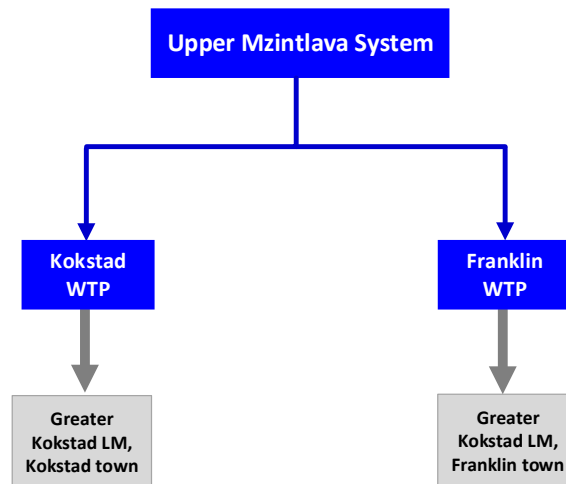 Upper Mzintlava System
Kokstad
WTP
Franklin
WTP
Greater
Kokstad LM,
Kokstad town
Greater
Kokstad LM,
Franklin town